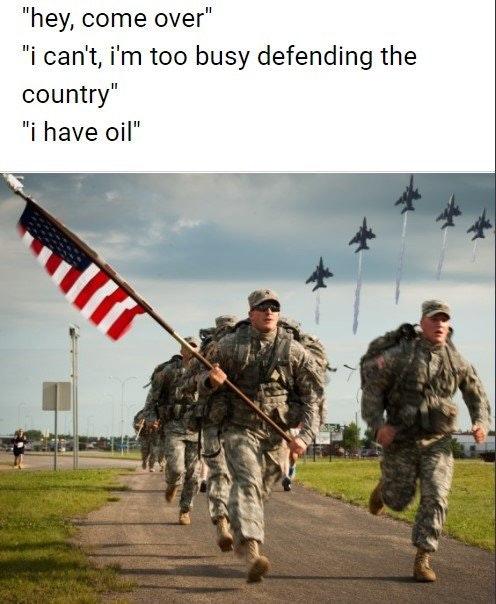 "hey, come over"
"i can't, i'm too busy defending the
country"
"i have oil"